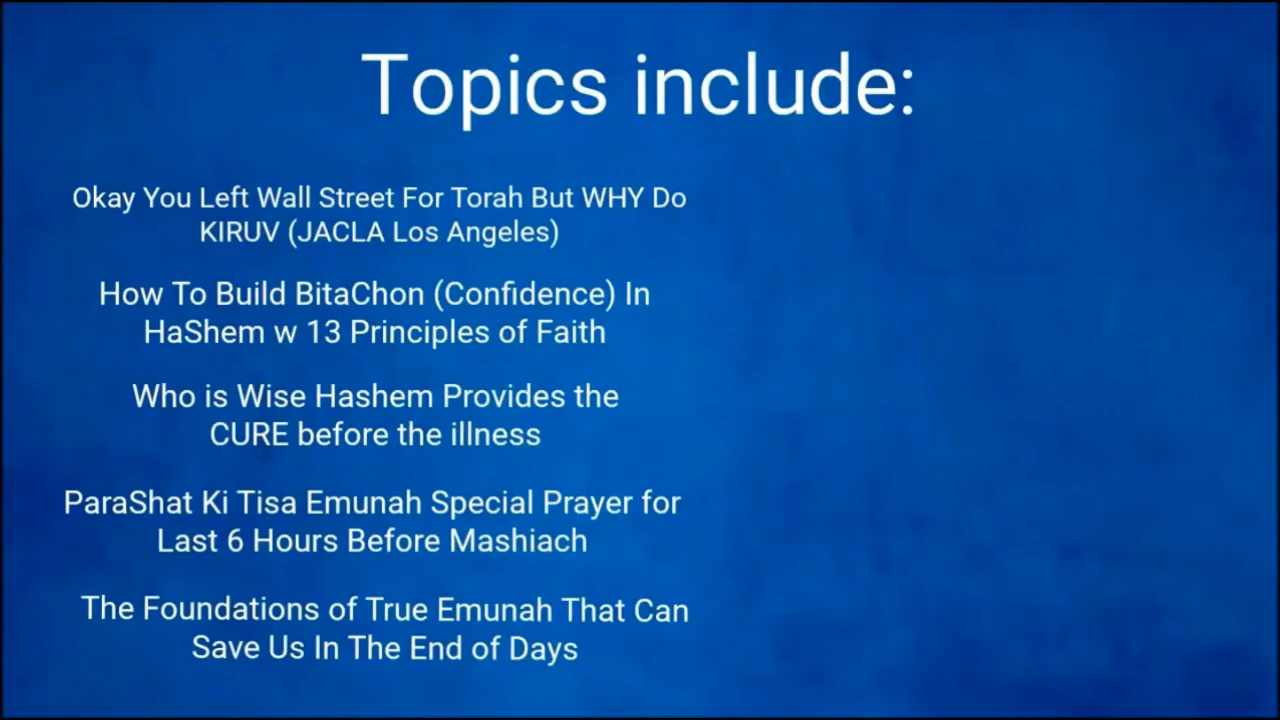 Topics include:
Okay You Left Wall Street For Torah But WHY Do
KIRUV (JACLA Los Angeles)
How To Build BitaChon (Confidence) In
HaShem w 13 Principles of Faith
Who is Wise Hashem Provides the
CURE before the illness
ParaShat Ki Tisa Emunah Special Prayer for
Last 6 Hours Before Mashiach
The Foundations of True Emunah That Can
Save Us In The End of Days